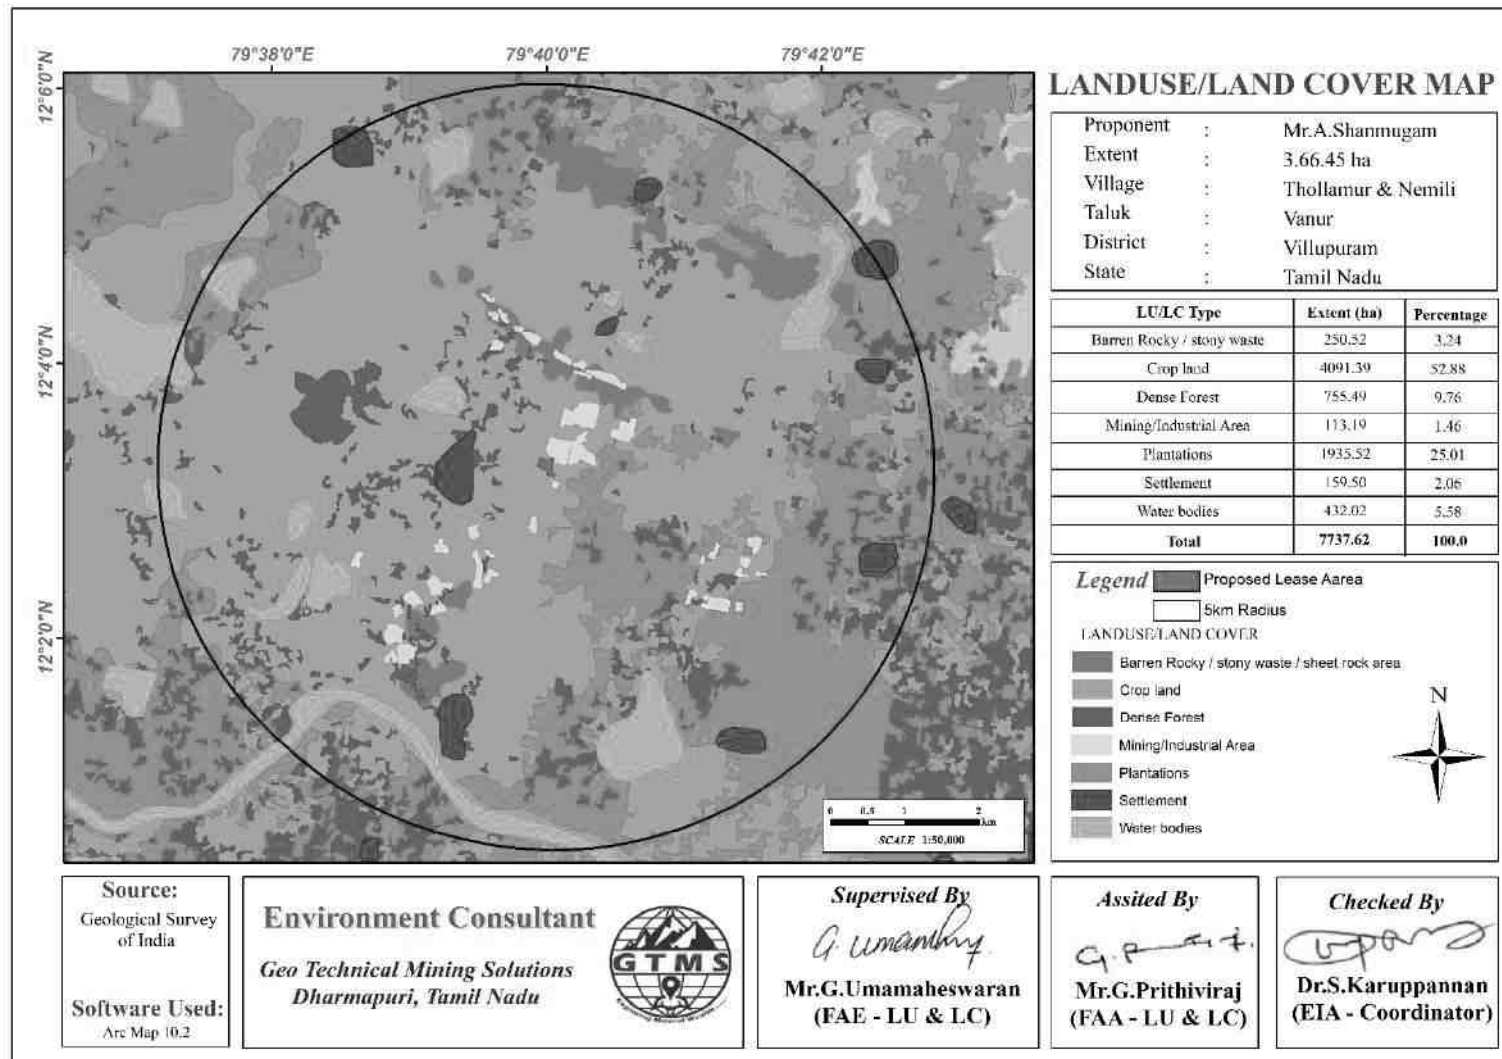 79°38'0"E 79°40'0"E 79°42'0"E
12°6'0"N
12°4'0"N
12°2'0"N
0 0.5 1 2
km
SCALE 1:50,000
LANDUSE/LAND COVER MAP
Proponent : Mr.A.Shanmugam
Extent : 3.66.45 ha
Village : Thollamur & Nemili
Taluk : Vanur
District : Villupuram
State : Tamil Nadu
LU/LC Type Extent (ha) Percentage
Barren Rocky / stony waste 250.52 3.24
Crop land 4091.39 52.88
Dense Forest 755.49 9.76
Mining/Industrial Area 113.19 1.46
Plantations 1935.52 25.01
Settlement 159.50 2.06
Water bodies 432.02 5.58
Total 7737.62 100.0
Legend Proposed Lease Aarea
5km Radius
LANDUSE/LAND COVER
Barren Rocky / stony waste / sheet rock area
Crop land
Dense Forest
Mining/Industrial Area
Plantations
Settlement
Water bodies
N
Source:
Geological Survey
of India
Software Used:
Arc Map 10.2
Environment Consultant
Geo Technical Mining Solutions
Dharmapuri, Tamil Nadu
GTMS
Supervised By
Mr.G.Umamaheswaran
(FAE - LU & LC)
Assited By
Mr.G.Prithiviraj
(FAA - LU & LC)
Checked By
Dr.S.Karuppannan
(EIA - Coordinator)